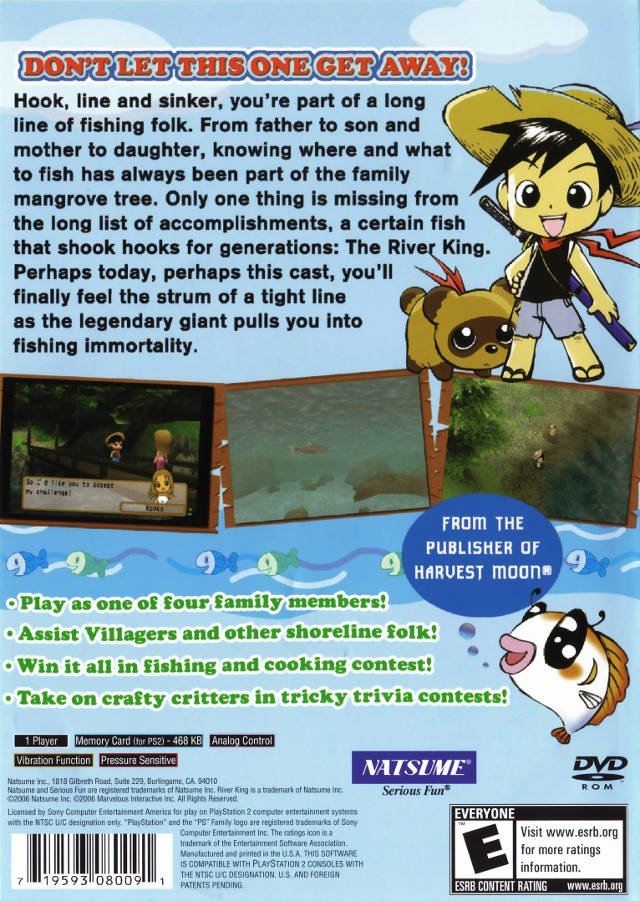 DON'T LET THIS ONE GET AWAY!
Hook, line and sinker, you're part of a long
line of fishing folk. From father to son and
mother to daughter, knowing where and what
to fish has always been part of the family
mangrove tree. Only one thing is missing from
the long list of accomplishments, a certain fish
that shook hooks for generations: The River King.
Perhaps today, perhaps this cast, you'll
finally feel the strum of a tight line
as the legendary giant pulls you into
fishing immortality.
So I'd like you to accept
my challenge!
FROM THE
PUBLISHER OF
HARVEST MOON®
• Play as one of four family members!
• Assist Villagers and other shoreline folk!
• Win it all in fishing and cooking contest!
• Take on crafty critters in tricky trivia contests!
1 Player
Memory Card (for PS2) - 468 KB
Analog Control
Vibration Function
Pressure Sensitive
Natsume Inc., 1818 Gilbreth Road, Suite 229, Burlingame, CA. 94010
Natsume and Serious Fun are registered trademarks of Natsume Inc. River King is a trademark of Natsume Inc.
©2006 Natsume Inc. ©2006 Marvelous Interactive Inc. All Rights Reserved.
Licensed by Sony Computer Entertainment America for play on PlayStation 2 computer entertainment systems
with the NTSC U/C designation only. "PlayStation" and the "PS" Family logo are registered trademarks of Sony
Computer Entertainment Inc. The ratings icon is a
trademark of the Entertainment Software Association.
Manufactured and printed in the U.S.A. THIS SOFTWARE
IS COMPATIBLE WITH PLAYSTATION 2 CONSOLES WITH
THE NTSC U/C DESIGNATION. U.S. AND FOREIGN
PATENTS PENDING.
7 19593 08009 1
NATSUME®
Serious Fun®
DVD
ROM
EVERYONE
E
™
Visit www.esrb.org
for more ratings
information.
ESRB CONTENT RATING www.esrb.org